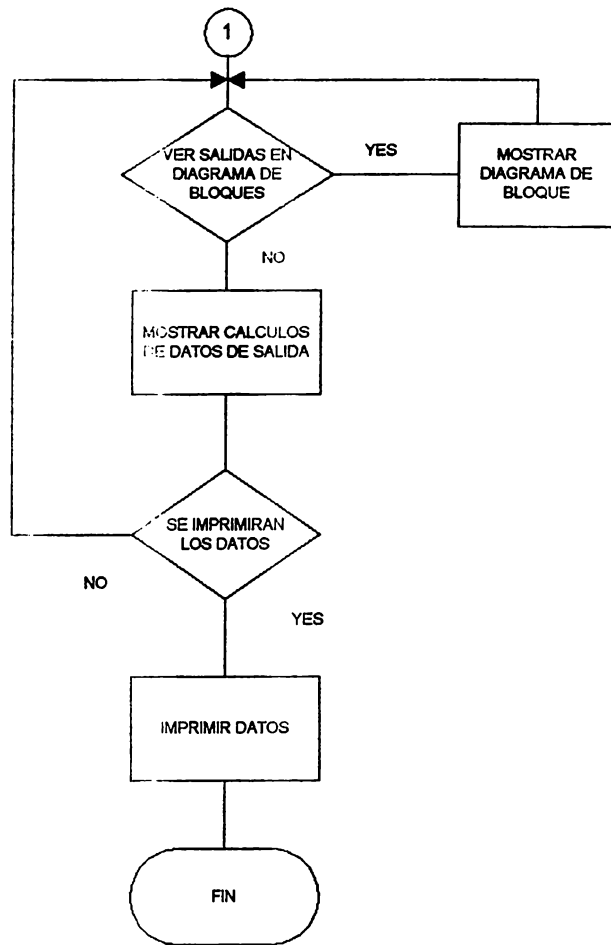 1
VER SALIDAS EN
DIAGRAMA DE
BLOQUES
YES
MOSTRAR
DIAGRAMA DE
BLOQUE
NO
MOSTRAR CALCULOS
DE DATOS DE SALIDA
SE IMPRIMIRAN
LOS DATOS
NO
YES
IMPRIMIR DATOS
FIN